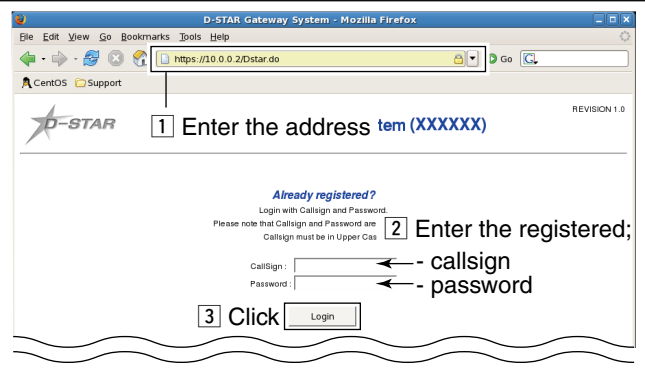 D-STAR Gateway System - Mozilla Firefox
File Edit View Go Bookmarks Tools Help
https://10.0.0.2/Dstar.do
Go
G
CentOS Support
D-STAR
REVISION 1.0
1 Enter the address tem (XXXXXX)
Already registered?
Login with Callsign and Password.
Please note that Callsign and Password are
Callsign must be in Upper Cas
2 Enter the registered;
CallSign :
- callsign
Password :
- password
3 Click Login